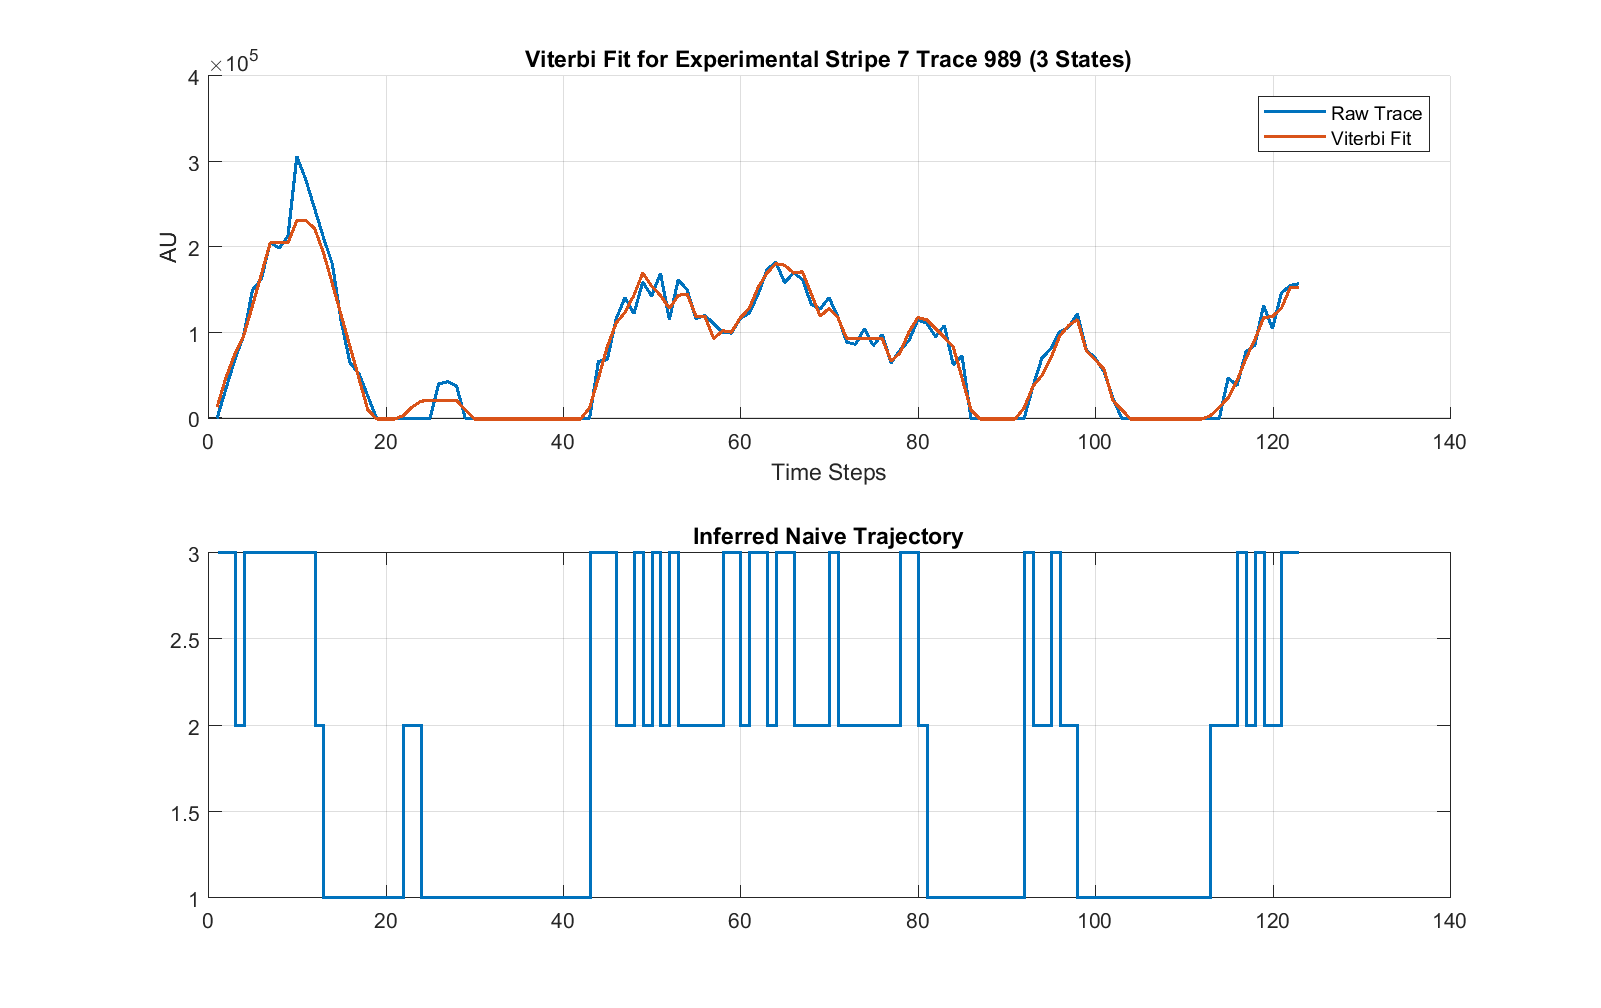 Viterbi Fit for Experimental Stripe 7 Trace 989 (3 States)
×10⁵
4
3
2
1
0
AU
Raw Trace
Viterbi Fit
0 20 40 60 80 100 120 140
Time Steps
Inferred Naive Trajectory
3
2.5
2
1.5
1
0 20 40 60 80 100 120 140